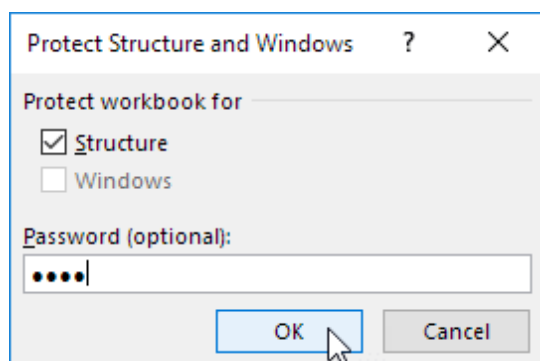 Protect Structure and Windows ? ×
Protect workbook for
Structure
Windows
Password (optional):
••••
OK Cancel